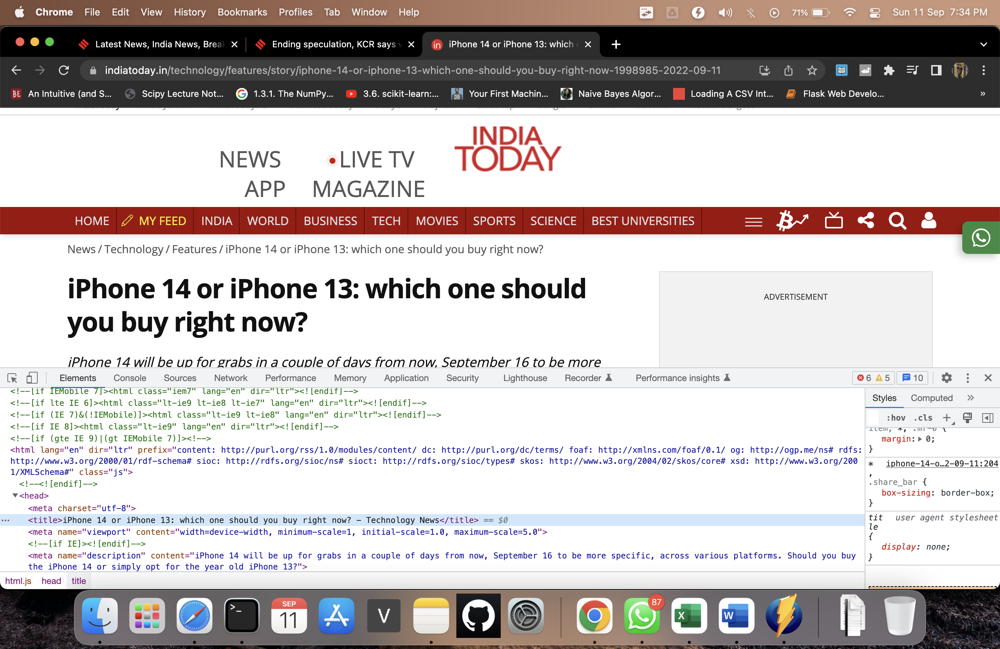 Chrome File Edit View History Bookmarks Profiles Tab Window Help 71% Sun 11 Sep 7:34 PM
Latest News, India News, Brea Ending speculation, KCR says iPhone 14 or iPhone 13: which
indiatoday.in/technology/features/story/iphone-14-or-iphone-13-which-one-should-you-buy-right-now-1998985-2022-09-11
BE An Intuitive (and S... Scipy Lecture Not... 1.3.1. The NumPy... 3.6. scikit-learn:... Your First Machin... Naive Bayes Algor... Loading A CSV Int... Flask Web Develo... »
INDIA
TODAY
NEWS LIVE TV
APP MAGAZINE
HOME MY FEED INDIA WORLD BUSINESS TECH MOVIES SPORTS SCIENCE BEST UNIVERSITIES
News / Technology / Features / iPhone 14 or iPhone 13: which one should you buy right now?
iPhone 14 or iPhone 13: which one should
you buy right now?
ADVERTISEMENT
iPhone 14 will be up for grabs in a couple of days from now, September 16 to be more
Elements Console Sources Network Performance Memory Application Security Lighthouse Recorder Performance insights 6 5 10
<!--[if IEMobile 7]><html class="iem7" lang="en" dir="ltr"><![endif]-->
<!--[if lte IE 6]><html class="lt-ie9 lt-ie8 lt-ie7" lang="en" dir="ltr"><![endif]-->
<!--[if (IE 7)&(!IEMobile)]><html class="lt-ie9 lt-ie8" lang="en" dir="ltr"><![endif]-->
<!--[if IE 8]><html class="lt-ie9" lang="en" dir="ltr"><![endif]-->
<!--[if (gte IE 9)|(gt IEMobile 7)]><!-->
<html lang="en" dir="ltr" prefix="content: http://purl.org/rss/1.0/modules/content/ dc: http://purl.org/dc/terms/ foaf: http://xmlns.com/foaf/0.1/ og: http://ogp.me/ns# rdfs:
http://www.w3.org/2000/01/rdf-schema# sioc: http://rdfs.org/sioc/ns# sioct: http://rdfs.org/sioc/types# skos: http://www.w3.org/2004/02/skos/core# xsd: http://www.w3.org/200
1/XMLSchema#" class="js">
<!--<![endif]-->
<head>
<meta charset="utf-8">
<title>iPhone 14 or iPhone 13: which one should you buy right now? - Technology News</title> == $0
<meta name="viewport" content="width=device-width, minimum-scale=1, initial-scale=1.0, maximum-scale=5.0">
<!--[if IE]><![endif]-->
<meta name="description" content="iPhone 14 will be up for grabs in a couple of days from now, September 16 to be more specific, across various platforms. Should you buy
the iPhone 14 or simply opt for the year old iPhone 13?">
html.js head title
Styles Computed »
:hov .cls +
item, *, .mr-0 {
margin: 0;
}
* iphone-14-o…2-09-11:204
,
.share_bar {
box-sizing: border-box;
}
tit user agent stylesheet
le
{
display: none;
}
SEP
11
V
87
X
W